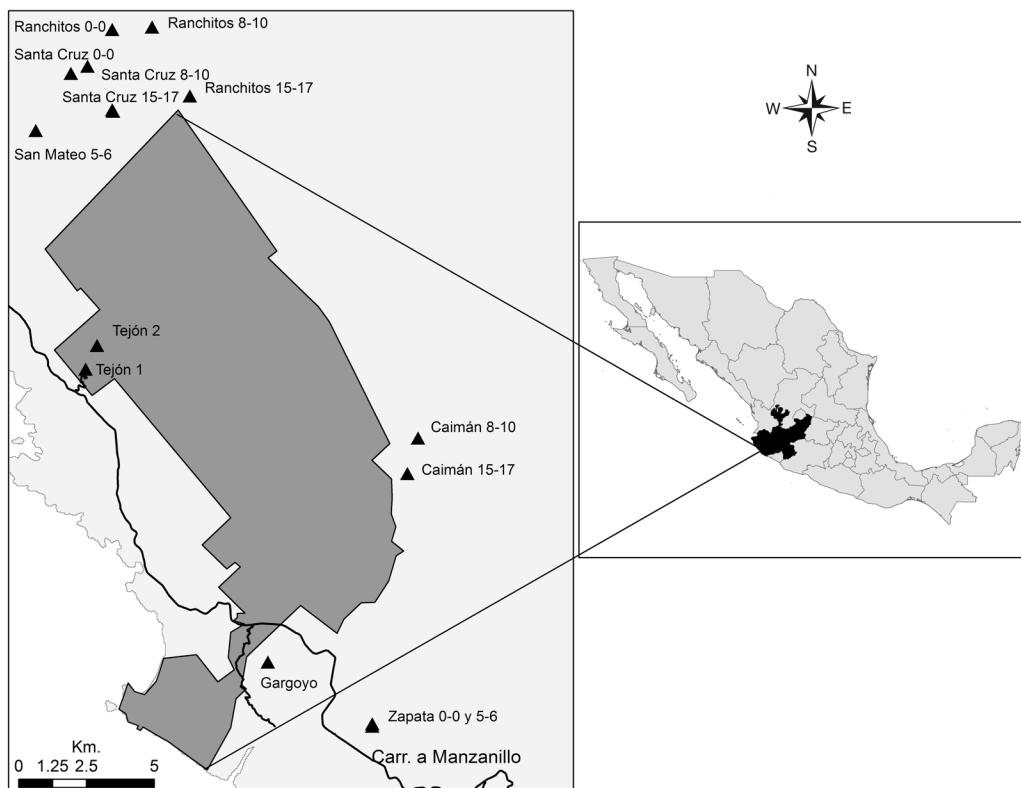 Ranchitos 0-0
Ranchitos 8-10
Santa Cruz 0-0
Santa Cruz 8-10
Ranchitos 15-17
Santa Cruz 15-17
San Mateo 5-6
N
W
E
S
Tejón 2
Tejón 1
Caimán 8-10
Caimán 15-17
Gargoyo
Zapata 0-0 y 5-6
Carr. a Manzanillo
Km.
0 1.25 2.5 5